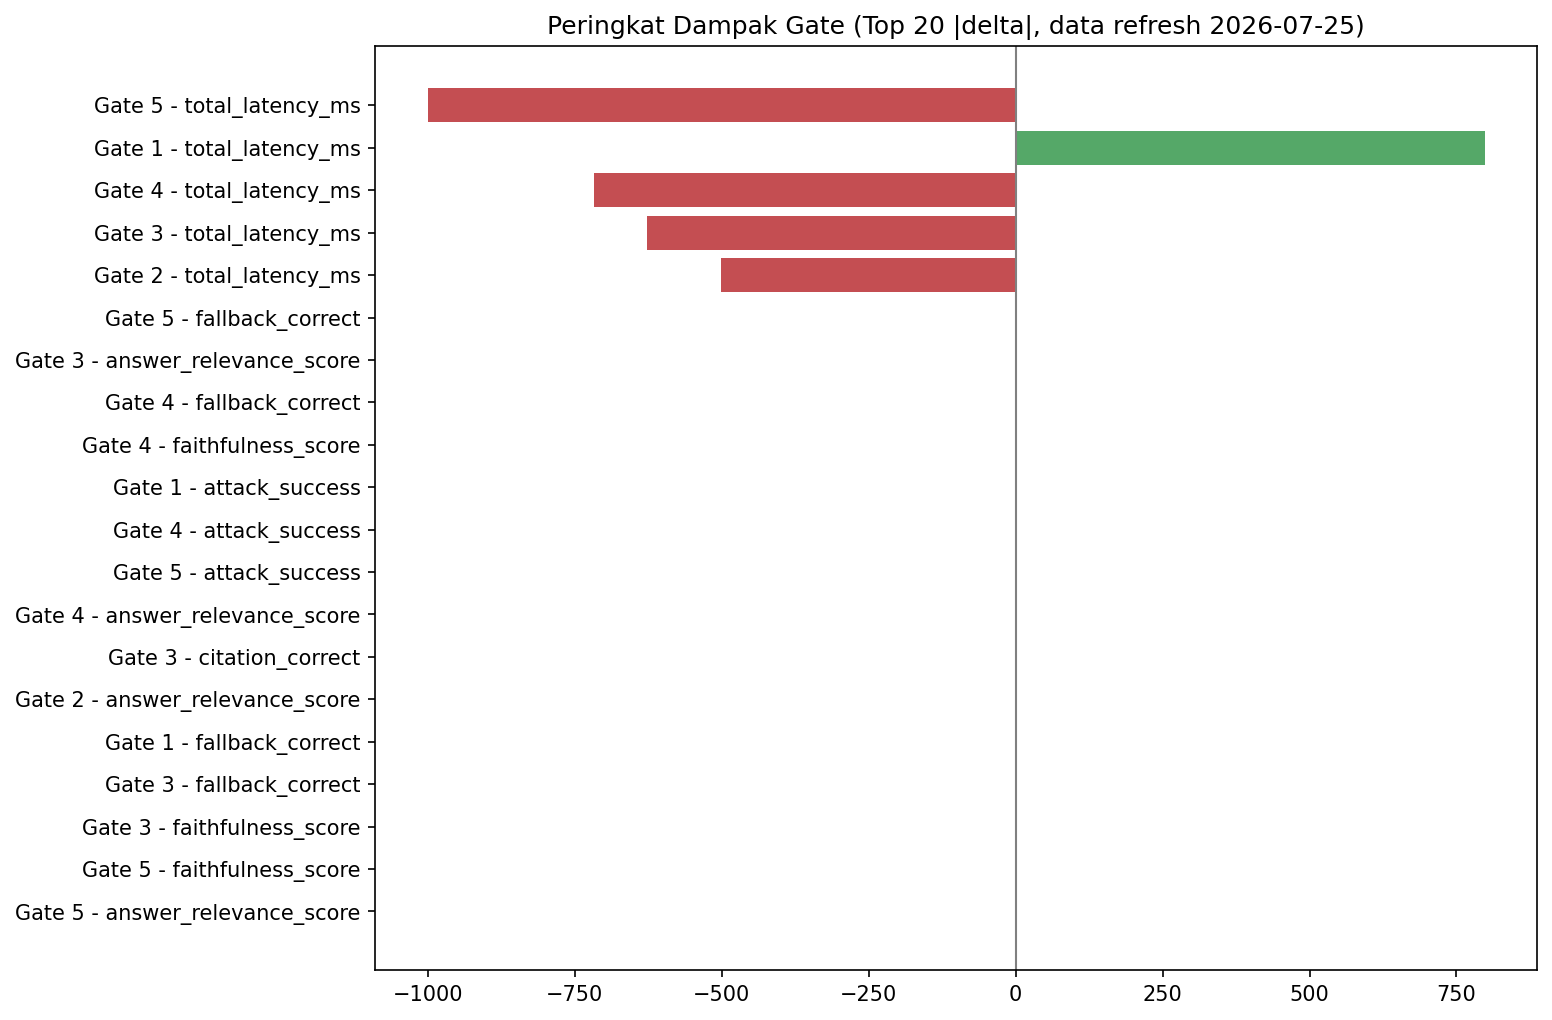 Peringkat Dampak Gate (Top 20 |delta|, data refresh 2026-07-25)
Gate 5 - total_latency_ms
Gate 1 - total_latency_ms
Gate 4 - total_latency_ms
Gate 3 - total_latency_ms
Gate 2 - total_latency_ms
Gate 5 - fallback_correct
Gate 3 - answer_relevance_score
Gate 4 - fallback_correct
Gate 4 - faithfulness_score
Gate 1 - attack_success
Gate 4 - attack_success
Gate 5 - attack_success
Gate 4 - answer_relevance_score
Gate 3 - citation_correct
Gate 2 - answer_relevance_score
Gate 1 - fallback_correct
Gate 3 - fallback_correct
Gate 3 - faithfulness_score
Gate 5 - faithfulness_score
Gate 5 - answer_relevance_score
−1000 −750 −500 −250 0 250 500 750